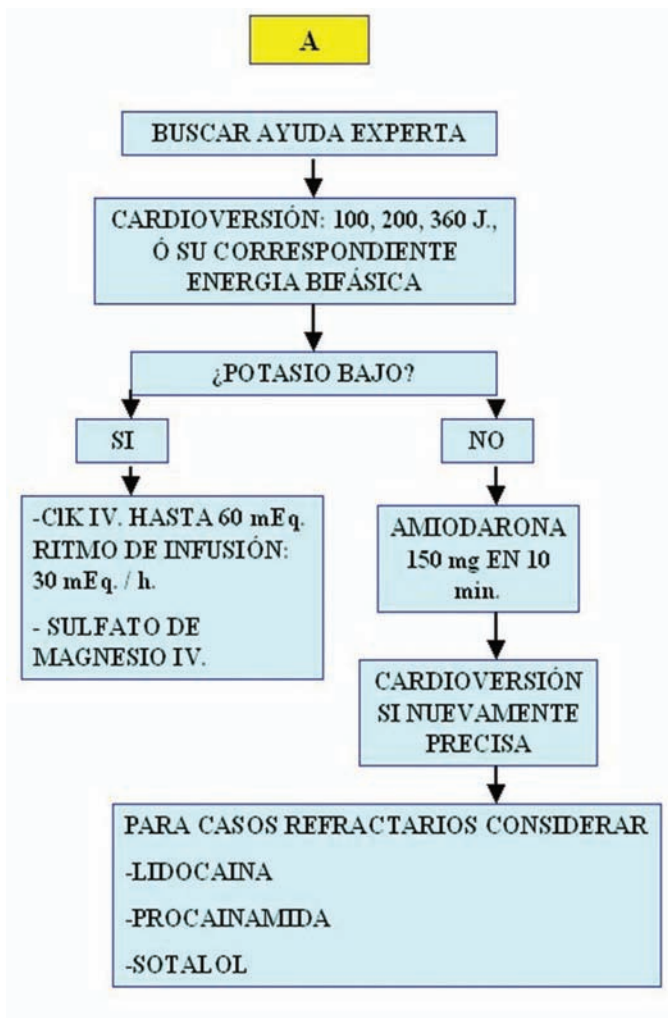 A
BUSCAR AYUDA EXPERTA
CARDIOVERSIÓN: 100, 200, 360 J.,
Ó SU CORRESPONDIENTE
ENERGIA BIFÁSICA
¿POTASIO BAJO?
SI
NO
-ClK IV. HASTA 60 mEq.
RITMO DE INFUSIÓN:
30 mEq. / h.
- SULFATO DE
MAGNESIO IV.
AMIODARONA
150 mg EN 10
min.
CARDIOVERSIÓN
SI NUEVAMENTE
PRECISA
PARA CASOS REFRACTARIOS CONSIDERAR
-LIDOCAINA
-PROCAINAMIDA
-SOTALOL